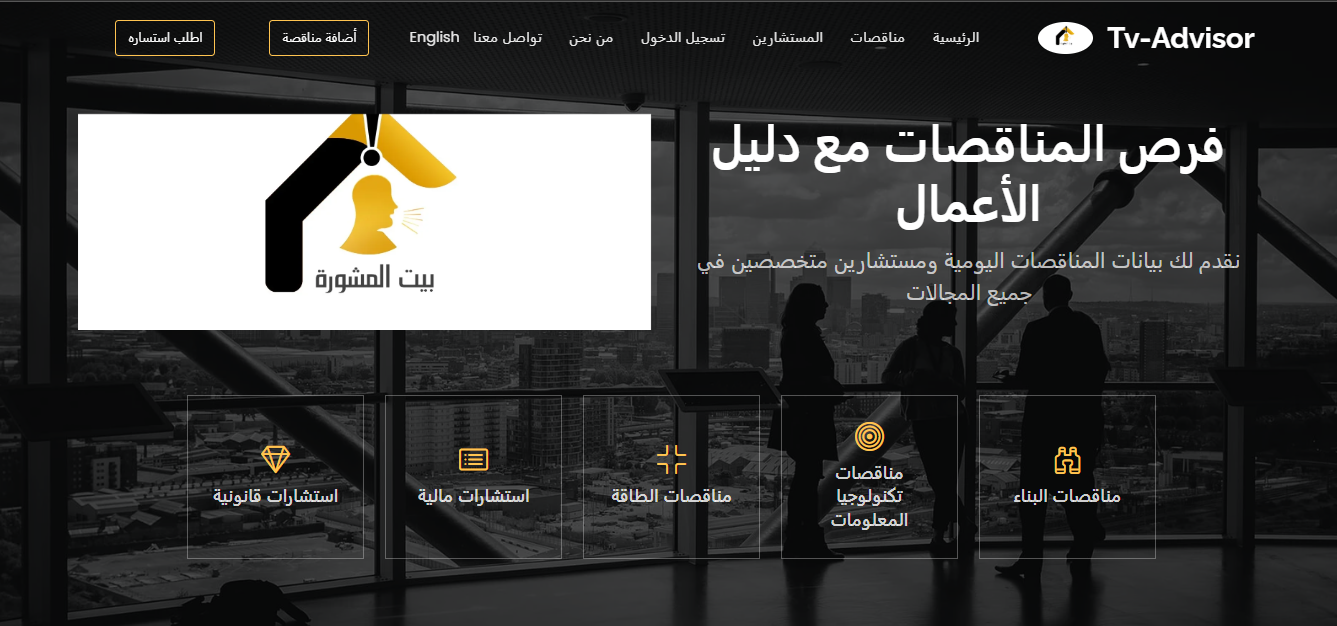 Tv-Advisor
الرئيسية
مناقصات
المستشارين
تسجيل الدخول
من نحن
تواصل معنا
English
أضافة مناقصة
اطلب استساره
فرص المناقصات مع دليل
الأعمال
نقدم لك بيانات المناقصات اليومية ومستشارين متخصصين في
جميع المجالات
بيت المشورة
مناقصات البناء
مناقصات
تكنولوجيا
المعلومات
مناقصات الطاقة
استشارات مالية
استشارات قانونية